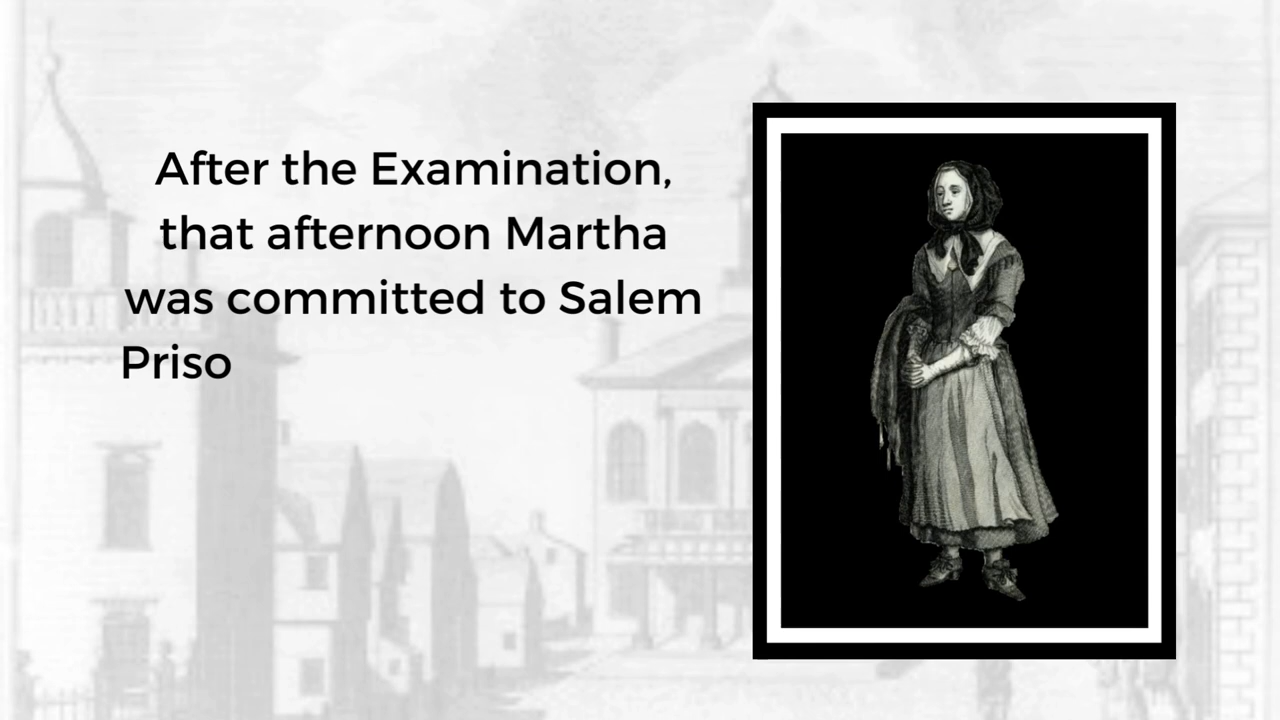 After the Examination,
that afternoon Martha
was committed to Salem
Priso